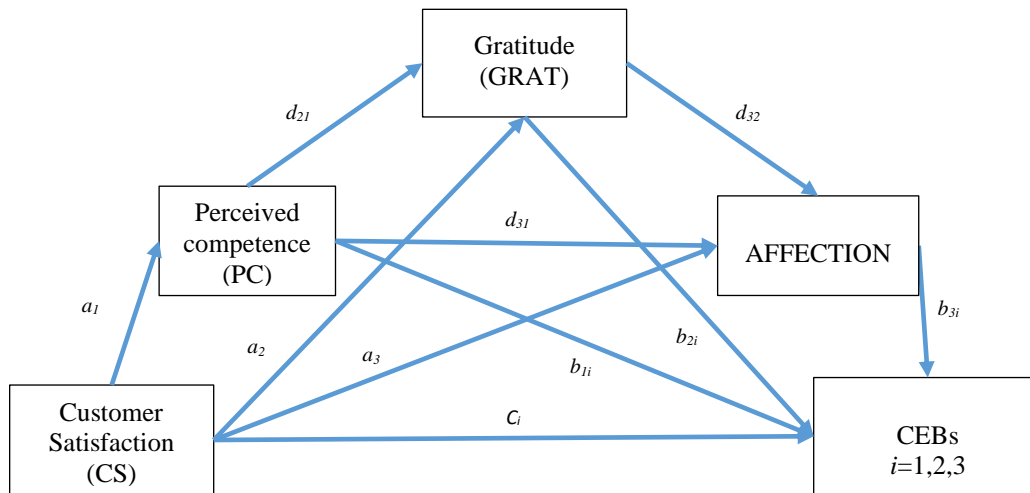 Gratitude
(GRAT)
d21
d32
Perceived
competence
(PC)
d31
AFFECTION
a1
a2
a3
b1i
b2i
b3i
Customer
Satisfaction
(CS)
Ci
CEBs
i=1,2,3